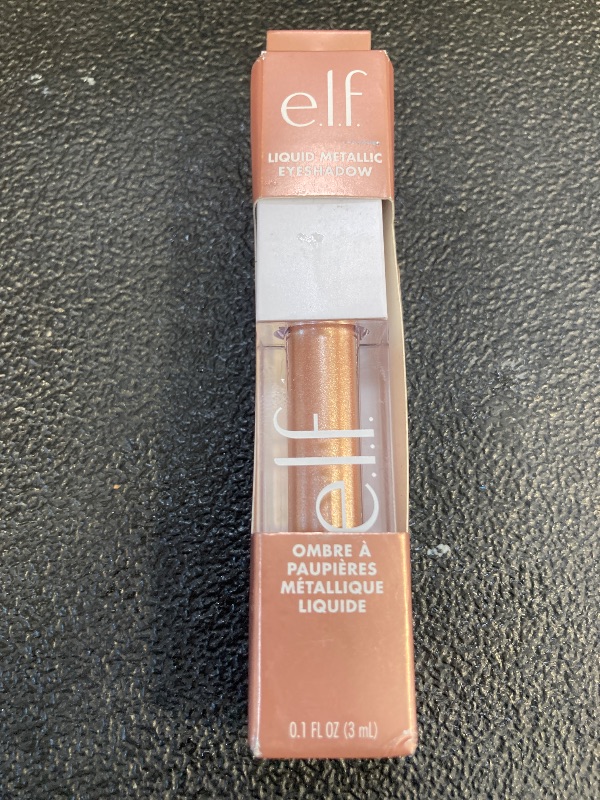 e.l.f.
LIQUID METALLIC
EYESHADOW
e.l.f.
OMBRE À
PAUPIÈRES
MÉTALLIQUE
LIQUIDE
0.1 FL OZ (3 mL)